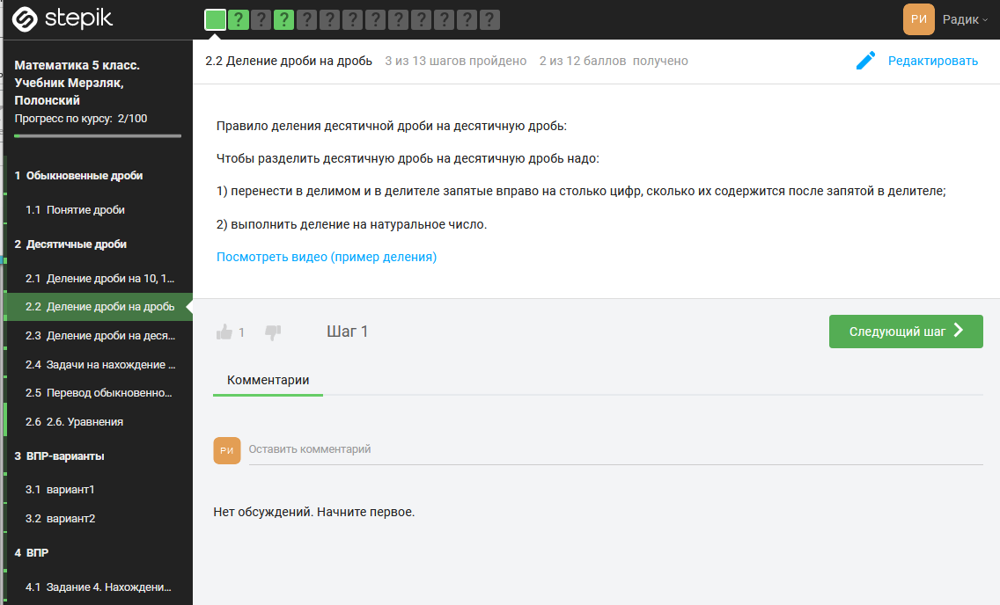 stepik
? ? ? ? ? ? ? ? ? ? ? ?
РИ Радик
Математика 5 класс.
Учебник Мерзляк,
Полонский
Прогресс по курсу: 2/100
1 Обыкновенные дроби
1.1 Понятие дроби
2 Десятичные дроби
2.1 Деление дроби на 10, 1...
2.2 Деление дроби на дробь
2.3 Деление дроби на деся...
2.4 Задачи на нахождение ...
2.5 Перевод обыкновенно...
2.6 2.6. Уравнения
3 ВПР-варианты
3.1 вариант1
3.2 вариант2
4 ВПР
4.1 Задание 4. Нахождени...
2.2 Деление дроби на дробь 3 из 13 шагов пройдено 2 из 12 баллов получено
Редактировать
Правило деления десятичной дроби на десятичную дробь:
Чтобы разделить десятичную дробь на десятичную дробь надо:
1) перенести в делимом и в делителе запятые вправо на столько цифр, сколько их содержится после запятой в делителе;
2) выполнить деление на натуральное число.
Посмотреть видео (пример деления)
1 Шаг 1
Следующий шаг
Комментарии
РИ Оставить комментарий
Нет обсуждений. Начните первое.